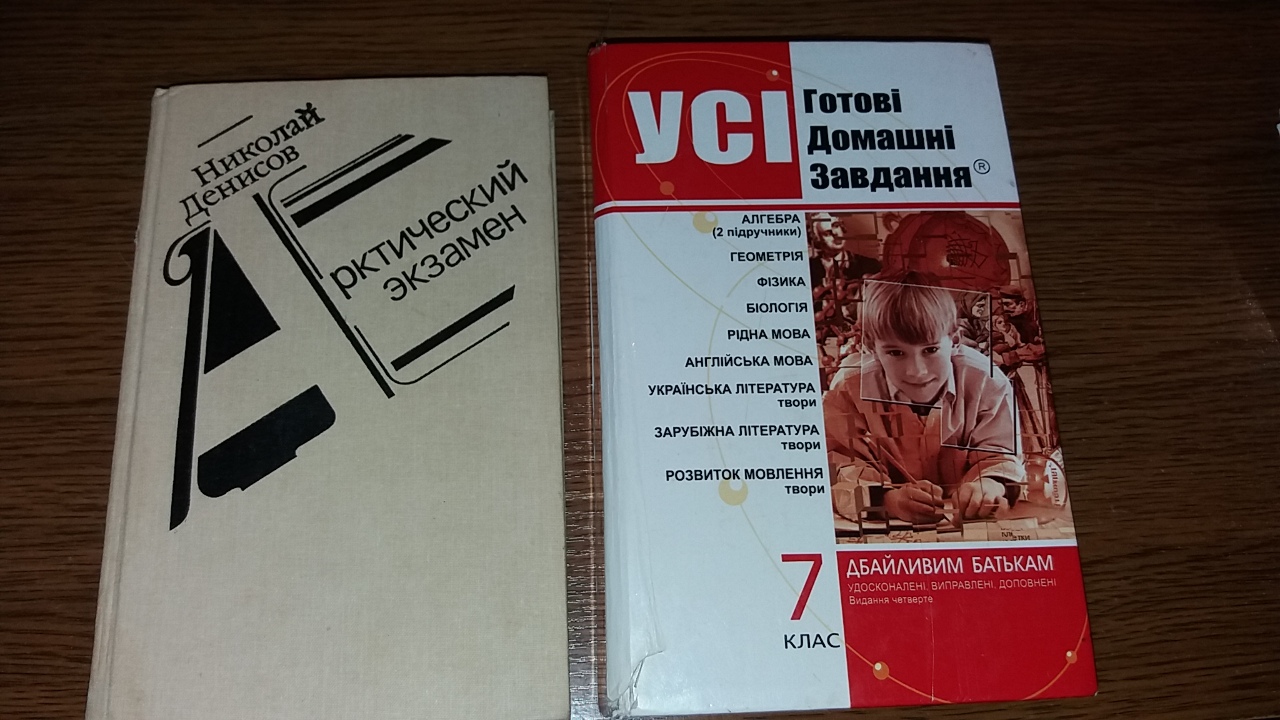 Николай
Денисов
Арктический
экзамен
УСІ
Готові
Домашні
Завдання®
АЛГЕБРА
(2 підручники)
ГЕОМЕТРІЯ
ФІЗИКА
БІОЛОГІЯ
РІДНА МОВА
АНГЛІЙСЬКА МОВА
УКРАЇНСЬКА ЛІТЕРАТУРА
твори
ЗАРУБІЖНА ЛІТЕРАТУРА
твори
РОЗВИТОК МОВЛЕННЯ
твори
7
КЛАС
ДБАЙЛИВИМ БАТЬКАМ
УДОСКОНАЛЕНІ, ВИПРАВЛЕНІ, ДОПОВНЕНІ
Видання четверте